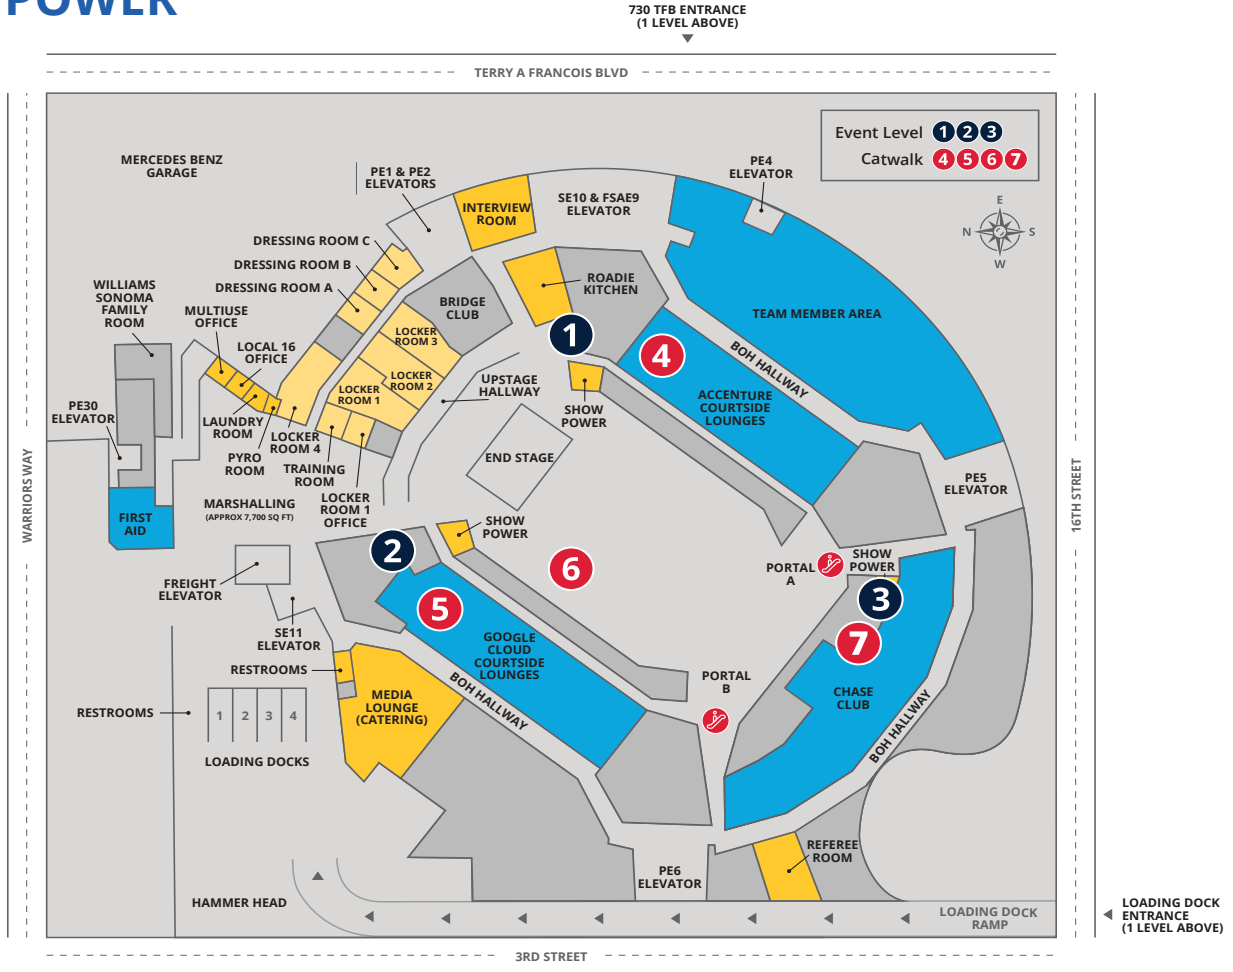 POWER
730 TFB ENTRANCE
(1 LEVEL ABOVE)
TERRY A FRANCOIS BLVD
Event Level 1 2 3
Catwalk 4 5 6 7
E
N S
W
MERCEDES BENZ
GARAGE
PE1 & PE2
ELEVATORS
INTERVIEW
ROOM
SE10 & FSAE9
ELEVATOR
PE4
ELEVATOR
DRESSING ROOM C
DRESSING ROOM B
DRESSING ROOM A
WILLIAMS
SONOMA
FAMILY
ROOM
MULTIUSE
OFFICE
LOCAL 16
OFFICE
BRIDGE
CLUB
ROADIE
KITCHEN
TEAM MEMBER AREA
1
4
LOCKER
ROOM 3
LOCKER
ROOM 2
LOCKER
ROOM 1
UPSTAGE
HALLWAY
BOH HALLWAY
ACCENTURE
COURTSIDE
LOUNGES
SHOW
POWER
PE30
ELEVATOR
LAUNDRY
ROOM
PYRO
ROOM
LOCKER
ROOM 4
TRAINING
ROOM
LOCKER
ROOM 1
OFFICE
END STAGE
PE5
ELEVATOR
WARRIORS WAY
16TH STREET
MARSHALLING
(APPROX 7,700 SQ FT)
FIRST
AID
SHOW
POWER
2
6
5
PORTAL
A
SHOW
POWER
3
7
FREIGHT
ELEVATOR
SE11
ELEVATOR
GOOGLE
CLOUD
COURTSIDE
LOUNGES
RESTROOMS
MEDIA
LOUNGE
(CATERING)
BOH HALLWAY
PORTAL
B
CHASE
CLUB
BOH HALLWAY
RESTROOMS
1 2 3 4
LOADING DOCKS
REFEREE
ROOM
PE6
ELEVATOR
HAMMER HEAD
LOADING DOCK
RAMP
LOADING DOCK
ENTRANCE
(1 LEVEL ABOVE)
3RD STREET